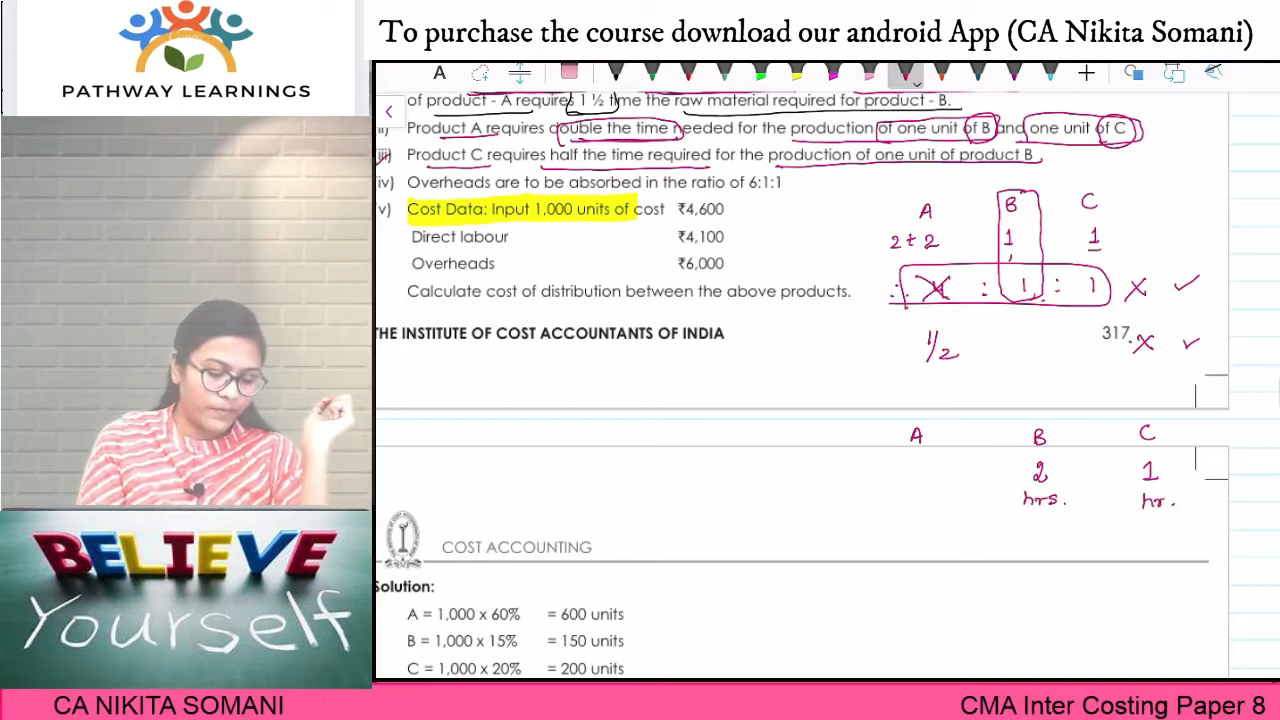 To purchase the course download our android App (CA Nikita Somani)
PATHWAY LEARNINGS
A
of product - A requires 1 ½ time the raw material required for product - B.
ii) Product A requires double the time needed for the production of one unit of B and one unit of C
iii) Product C requires half the time required for the production of one unit of product B
iv) Overheads are to be absorbed in the ratio of 6:1:1
v) Cost Data: Input 1,000 units of cost ₹4,600
Direct labour ₹4,100
Overheads ₹6,000
Calculate cost of distribution between the above products.
A B C
2 + 2 1 1
: 1 : 1 X ✓
THE INSTITUTE OF COST ACCOUNTANTS OF INDIA 317
1/2 X ✓
A B C
2 1
hrs. hr.
COST ACCOUNTING
Solution:
A = 1,000 x 60% = 600 units
B = 1,000 x 15% = 150 units
C = 1,000 x 20% = 200 units
BELIEVE
Yourself
CA NIKITA SOMANI
CMA Inter Costing Paper 8